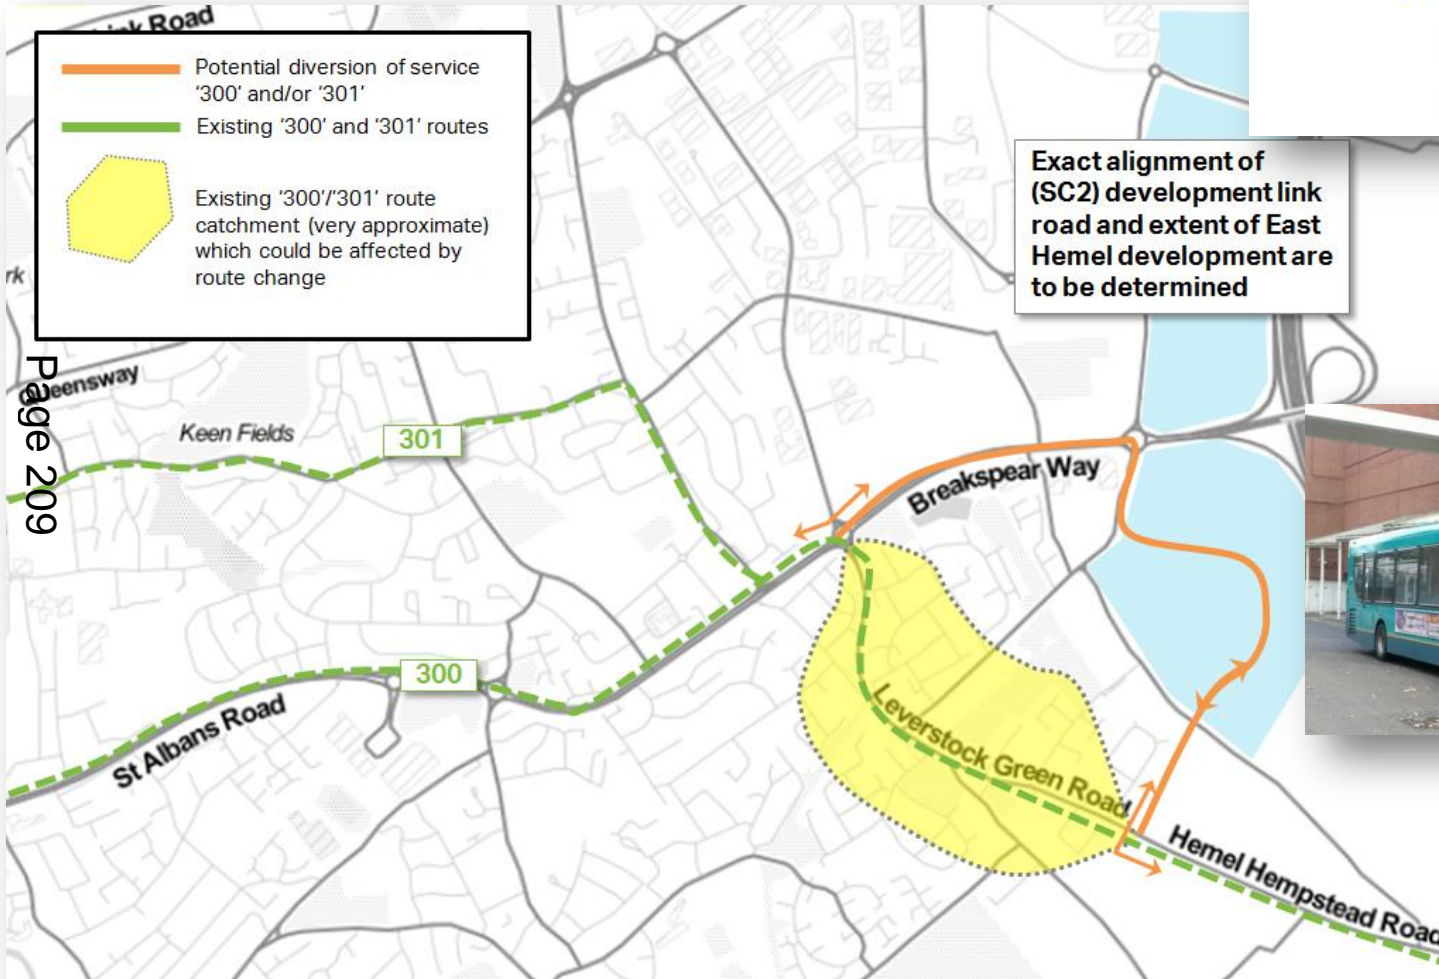 Link Road
Potential diversion of service
‘300’ and/or ‘301’
Existing ‘300’ and ‘301’ routes
Existing ‘300’/’301’ route
catchment (very approximate)
which could be affected by
route change
Exact alignment of
(SC2) development link
road and extent of East
Hemel development are
to be determined
rk
Page 209
Queensway
Keen Fields
301
Breakspear Way
300
St Albans Road
Leverstock Green Road
Hemel Hempstead Road